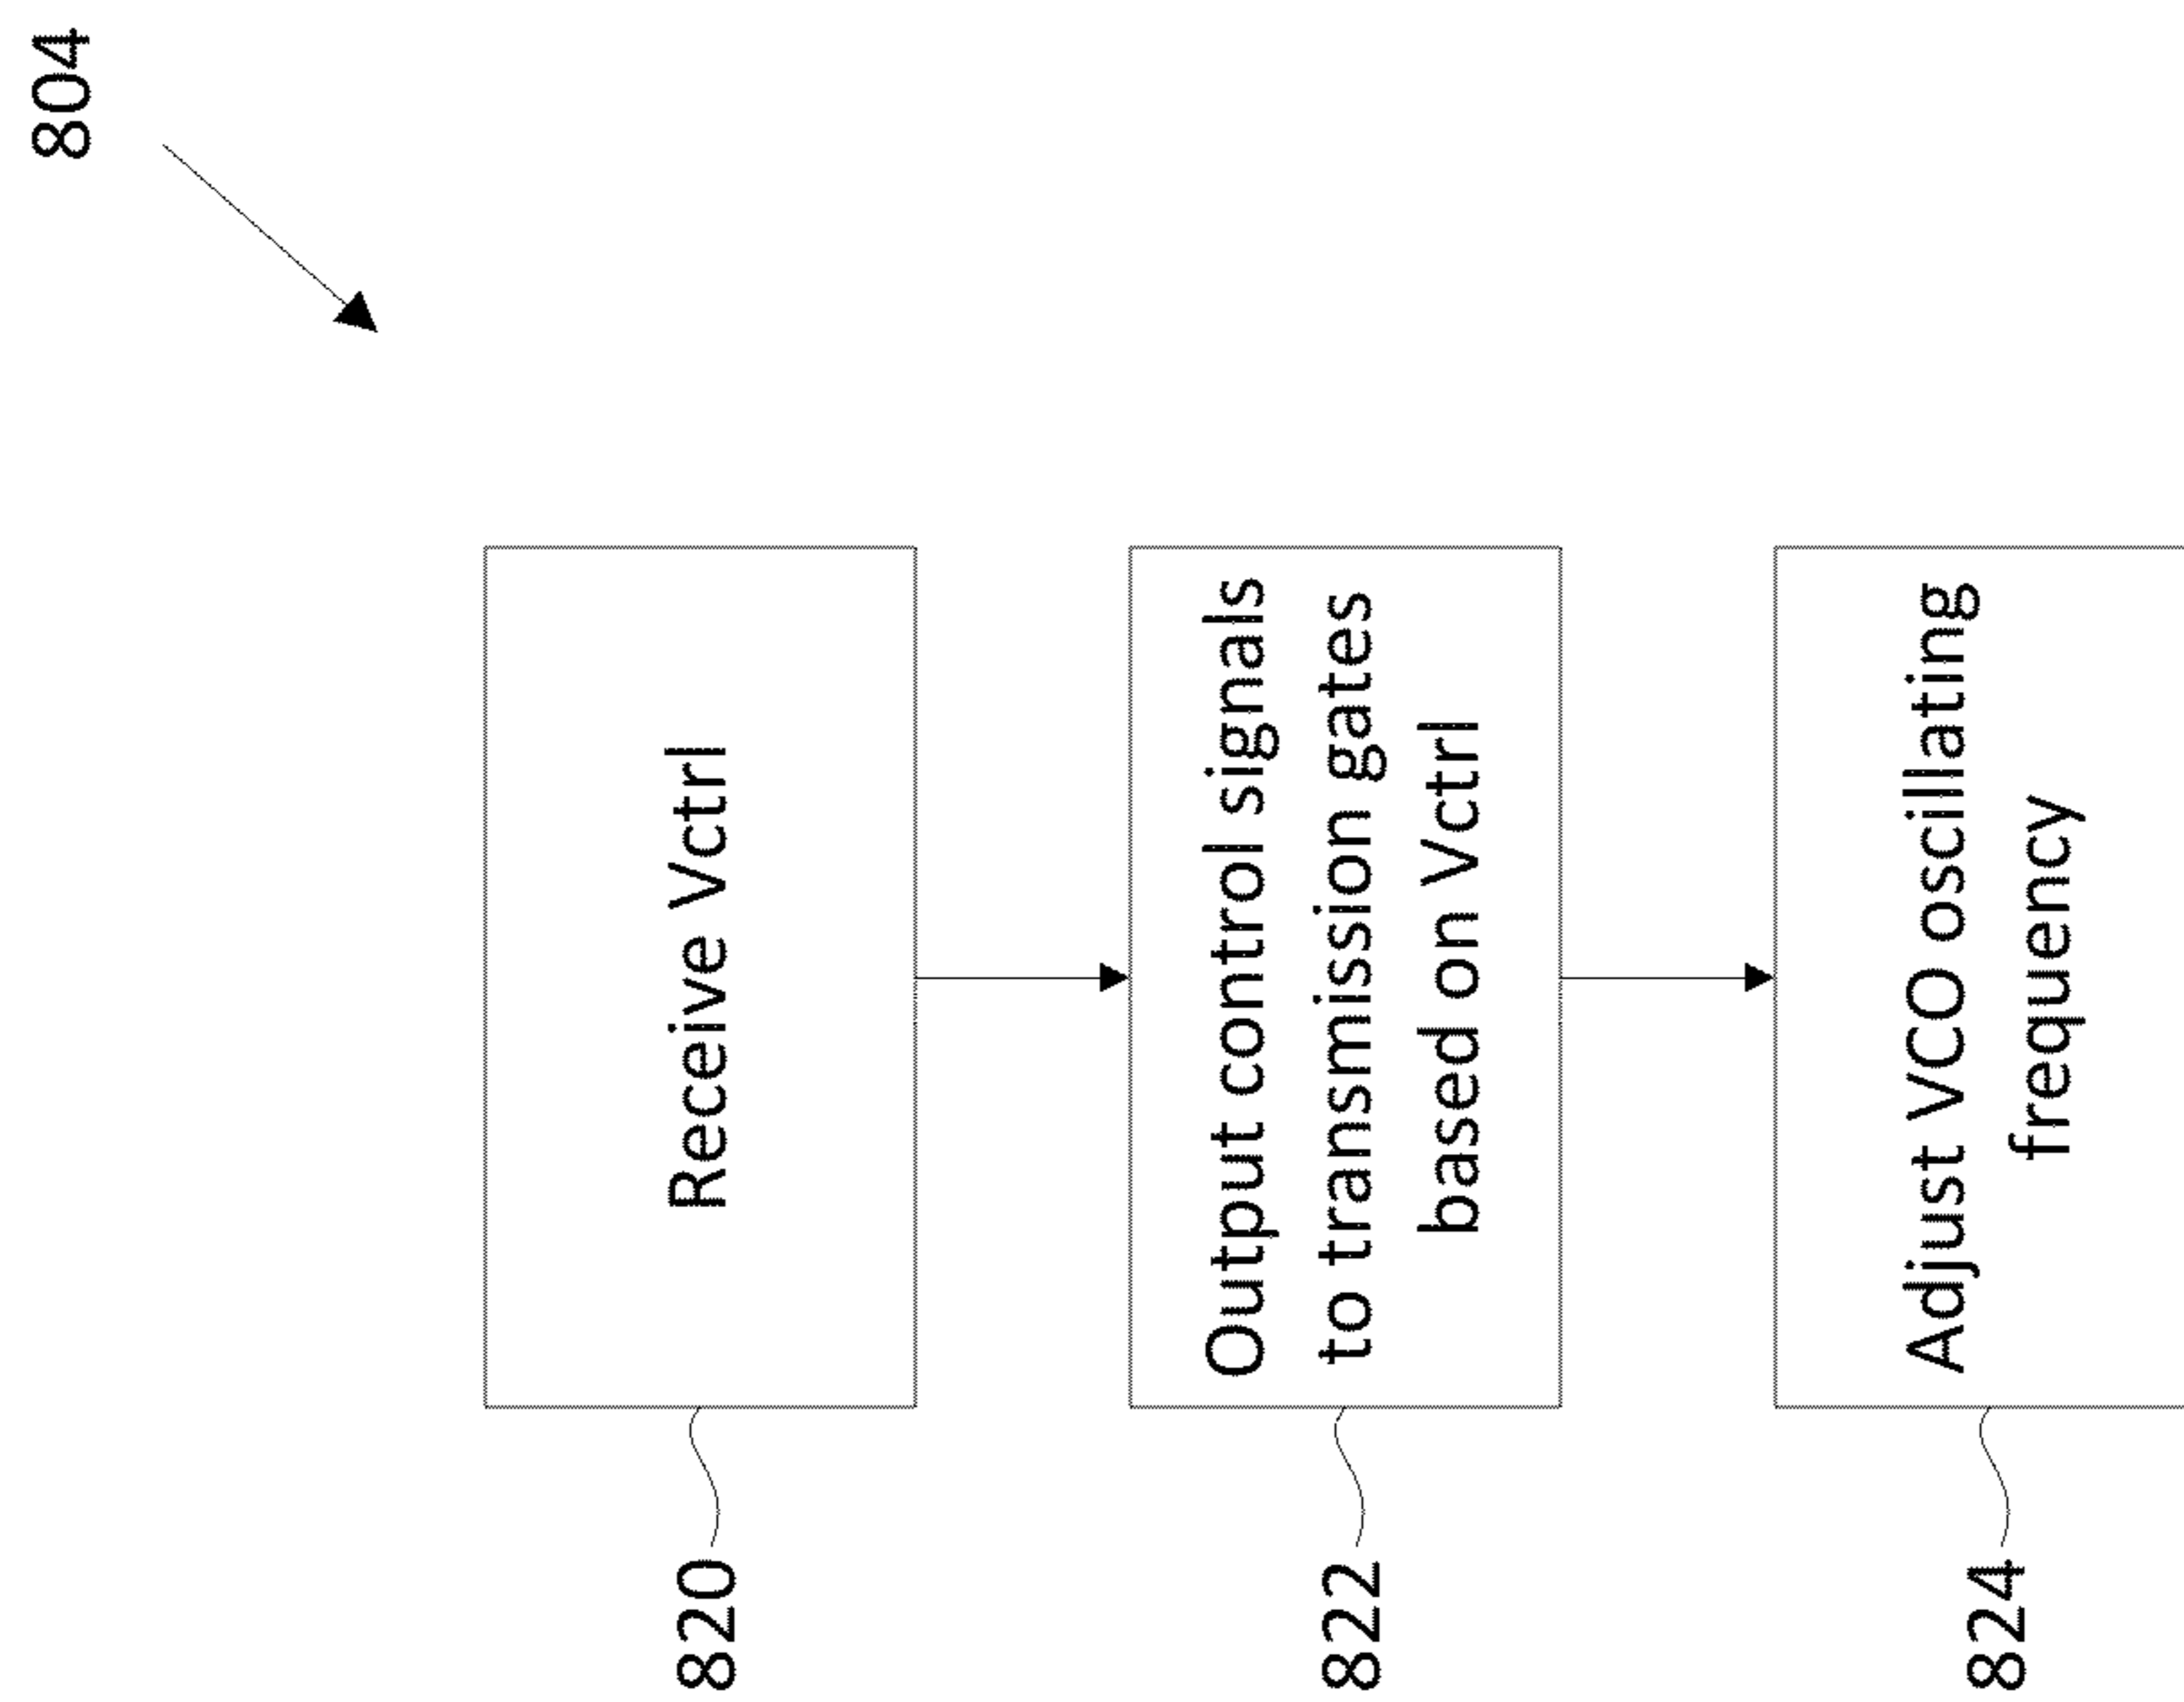 804
820
Receive Vctrl
822
Output control signals
to transmission gates
based on Vctrl
824
Adjust VCO oscillating
frequency